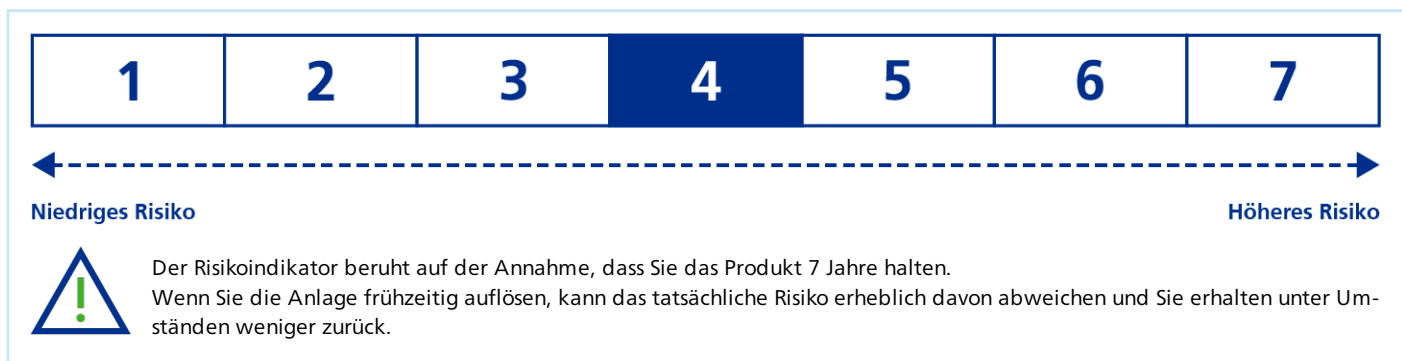 1 2 3 4 5 6 7
Niedriges Risiko Höheres Risiko
Der Risikoindikator beruht auf der Annahme, dass Sie das Produkt 7 Jahre halten.
Wenn Sie die Anlage frühzeitig auflösen, kann das tatsächliche Risiko erheblich davon abweichen und Sie erhalten unter Um-
ständen weniger zurück.